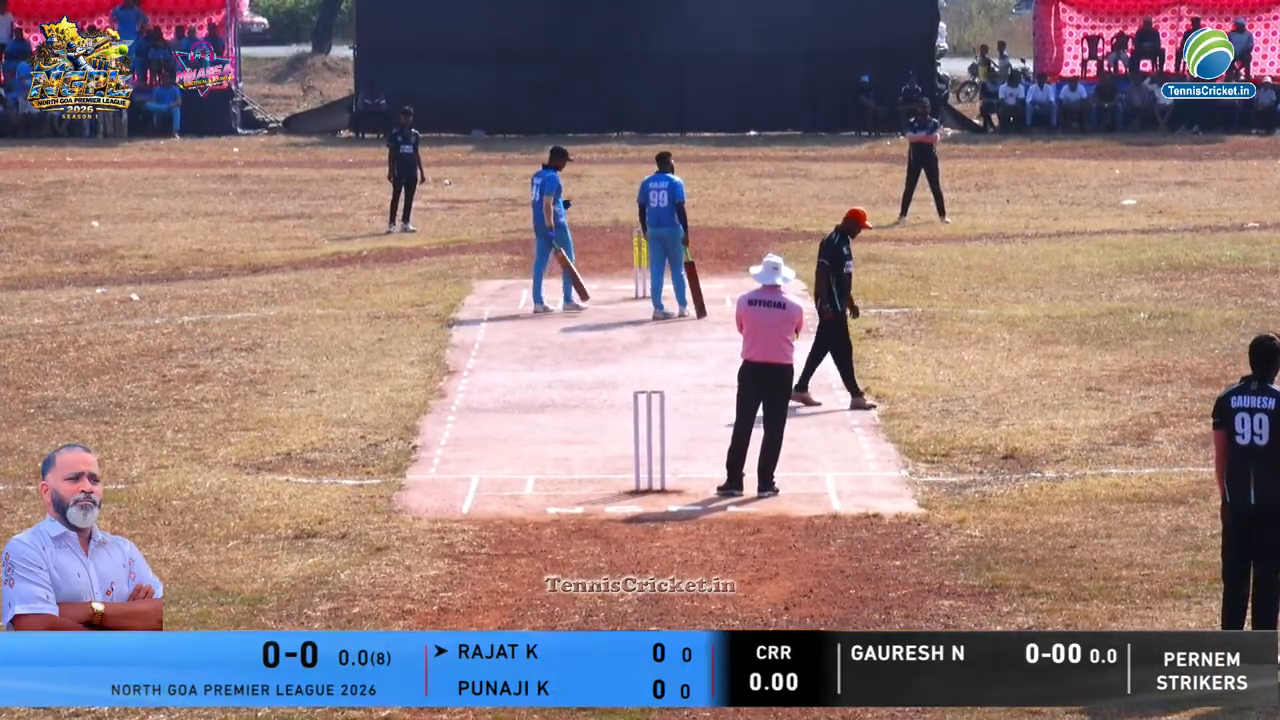 NGPL
NORTH GOA PREMIER LEAGUE
2026
SEASON 1
TennisCricket.in
RAJAT
99
OFFICIAL
GAURESH
99
TennisCricket.in
0-0 0.0(8)
NORTH GOA PREMIER LEAGUE 2026
RAJAT K 0 0
PUNAJI K 0 0
CRR
0.00
GAURESH N 0-00 0.0
PERNEM
STRIKERS